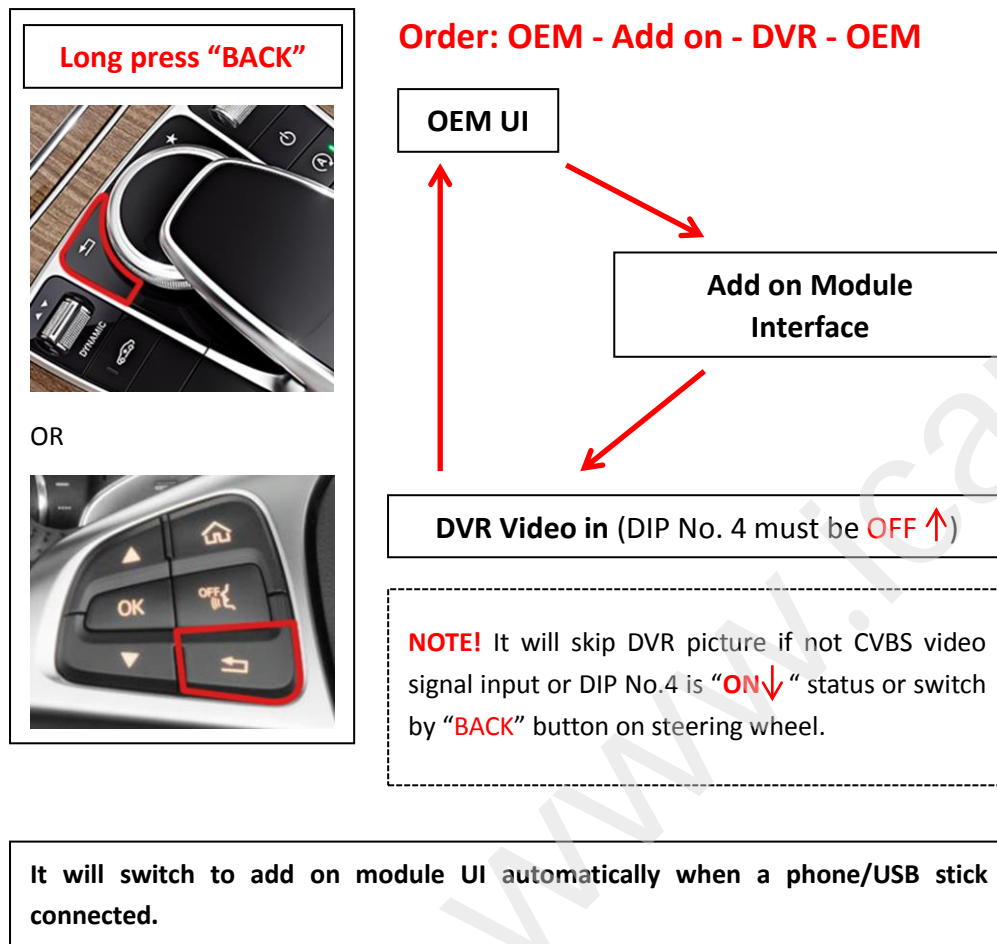 Long press “BACK”
DYNAMIC
OR
OFF
OK
Order: OEM - Add on - DVR - OEM
OEM UI
Add on Module
Interface
DVR Video in (DIP No. 4 must be OFF ↑)
NOTE! It will skip DVR picture if not CVBS video
signal input or DIP No.4 is “ON↓ “ status or switch
by “BACK” button on steering wheel.
It will switch to add on module UI automatically when a phone/USB stick
connected.
www.ica